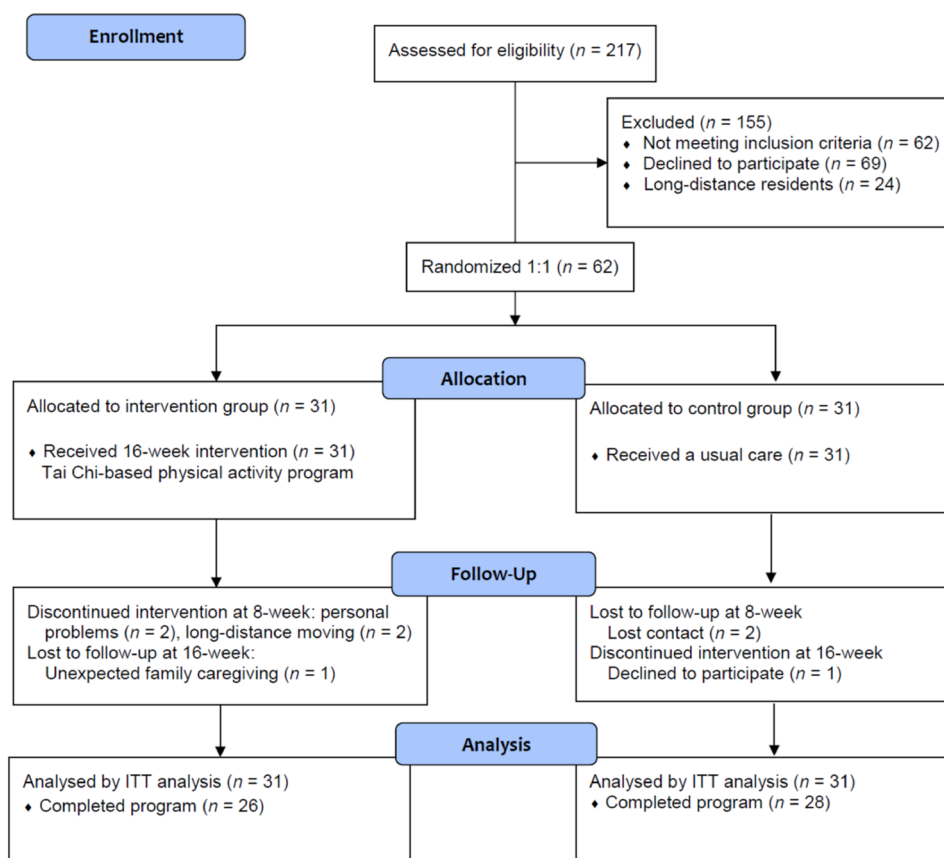 Enrollment
Assessed for eligibility (n = 217)
Excluded (n = 155)
♦ Not meeting inclusion criteria (n = 62)
♦ Declined to participate (n = 69)
♦ Long-distance residents (n = 24)
Randomized 1:1 (n = 62)
Allocation
Allocated to intervention group (n = 31)
♦ Received 16-week intervention (n = 31)
Tai Chi-based physical activity program
Allocated to control group (n = 31)
♦ Received a usual care (n = 31)
Follow-Up
Discontinued intervention at 8-week: personal
problems (n = 2), long-distance moving (n = 2)
Lost to follow-up at 16-week:
Unexpected family caregiving (n = 1)
Lost to follow-up at 8-week
Lost contact (n = 2)
Discontinued intervention at 16-week
Declined to participate (n = 1)
Analysis
Analysed by ITT analysis (n = 31)
♦ Completed program (n = 26)
Analysed by ITT analysis (n = 31)
♦ Completed program (n = 28)